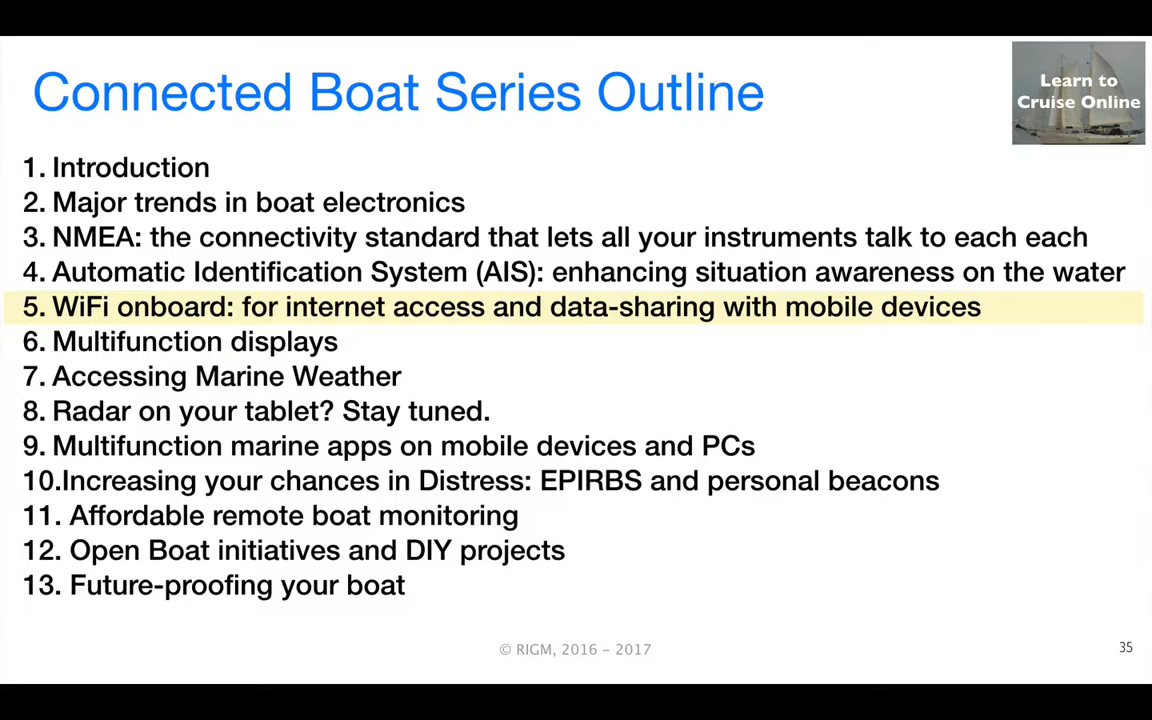 Connected Boat Series Outline
Learn to
Cruise Online
1. Introduction
2. Major trends in boat electronics
3. NMEA: the connectivity standard that lets all your instruments talk to each each
4. Automatic Identification System (AIS): enhancing situation awareness on the water
5. WiFi onboard: for internet access and data-sharing with mobile devices
6. Multifunction displays
7. Accessing Marine Weather
8. Radar on your tablet? Stay tuned.
9. Multifunction marine apps on mobile devices and PCs
10.Increasing your chances in Distress: EPIRBS and personal beacons
11. Affordable remote boat monitoring
12. Open Boat initiatives and DIY projects
13. Future-proofing your boat
© RIGM, 2016 – 2017
35